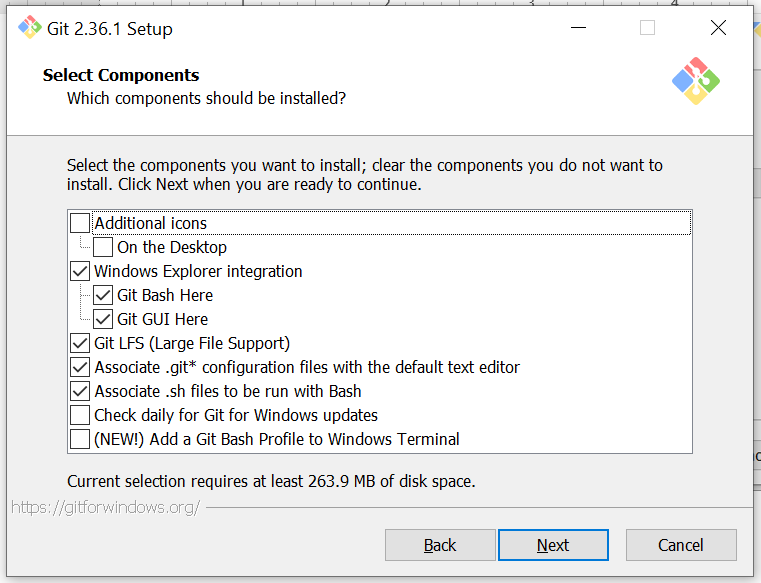 Git 2.36.1 Setup
Select Components
Which components should be installed?
Select the components you want to install; clear the components you do not want to
install. Click Next when you are ready to continue.
Additional icons
On the Desktop
Windows Explorer integration
Git Bash Here
Git GUI Here
Git LFS (Large File Support)
Associate .git* configuration files with the default text editor
Associate .sh files to be run with Bash
Check daily for Git for Windows updates
(NEW!) Add a Git Bash Profile to Windows Terminal
Current selection requires at least 263.9 MB of disk space.
https://gitforwindows.org/
Back Next Cancel